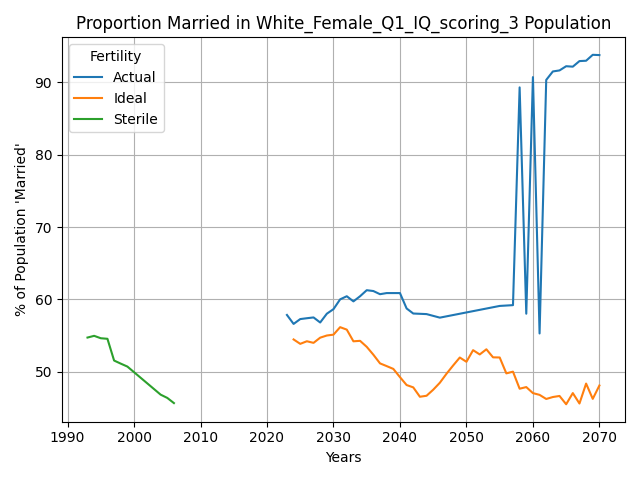 Proportion Married in White_Female_Q1_IQ_scoring_3 Population
Fertility
Actual
Ideal
Sterile
% of Population 'Married'
90
80
70
60
50
1990 2000 2010 2020 2030 2040 2050 2060 2070
Years